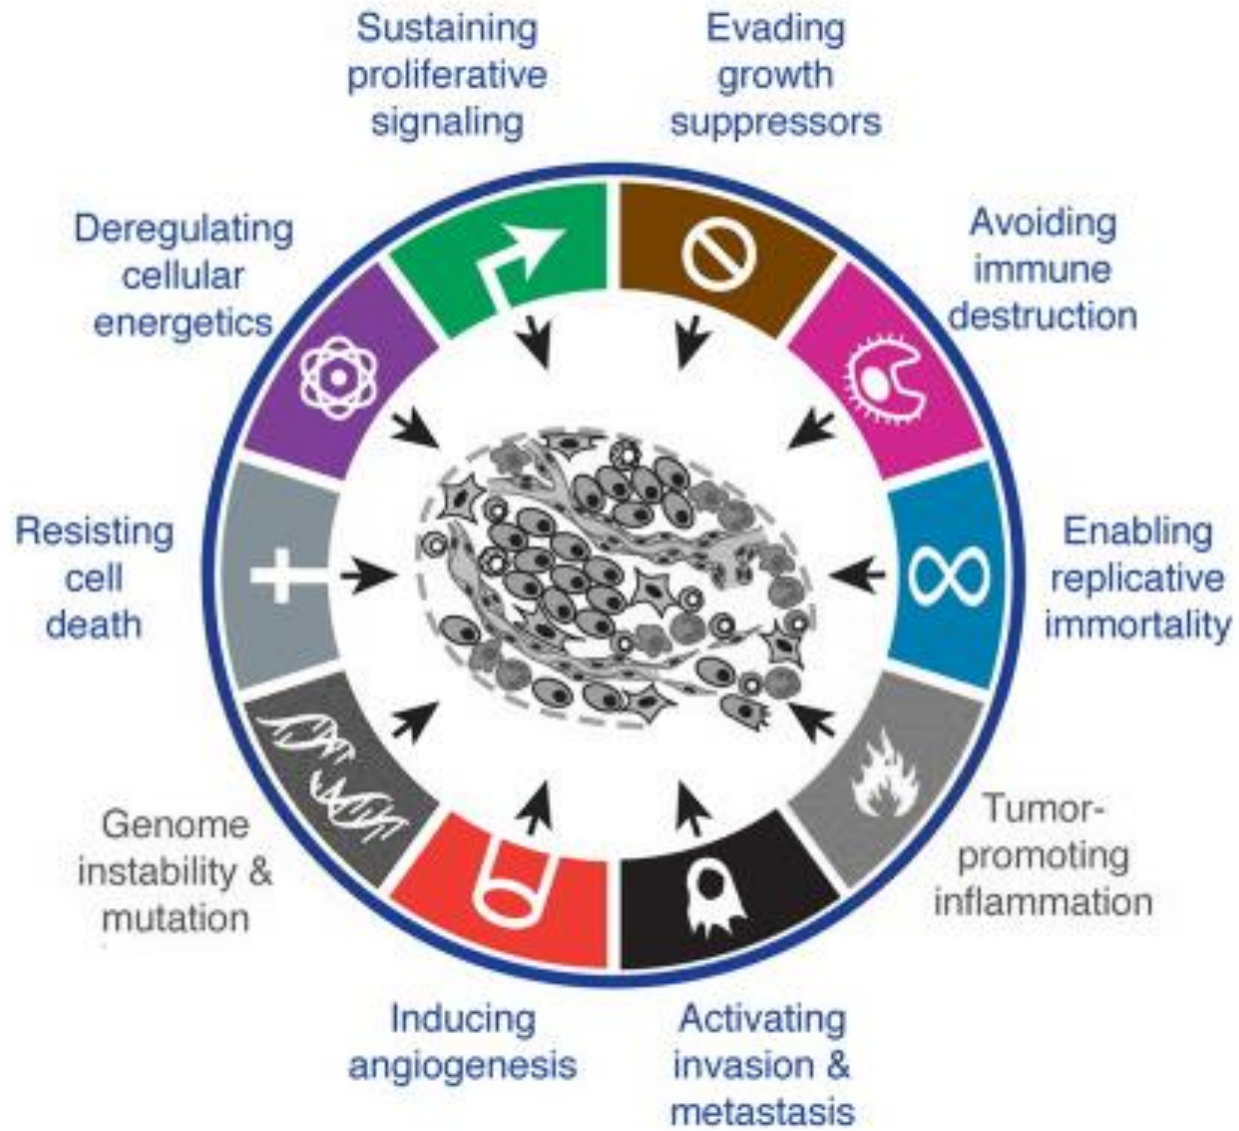 Sustaining
proliferative
signaling
Evading
growth
suppressors
Deregulating
cellular
energetics
Avoiding
immune
destruction
Resisting
cell
death
Enabling
replicative
immortality
Genome
instability &
mutation
Tumor-
promoting
inflammation
Inducing
angiogenesis
Activating
invasion &
metastasis